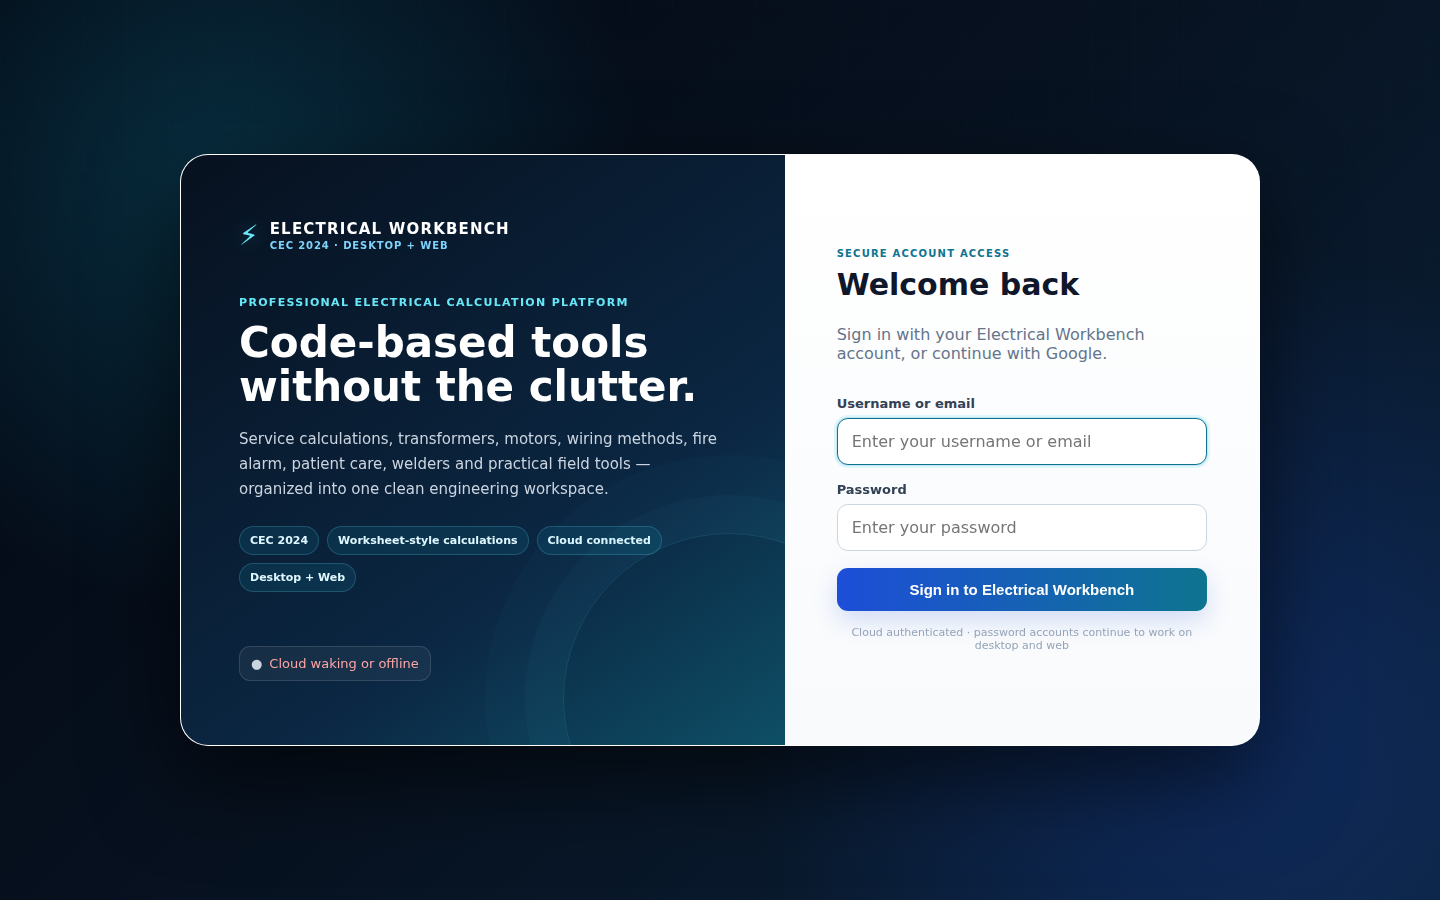 ⚡ ELECTRICAL WORKBENCH
CEC 2024 · DESKTOP + WEB
PROFESSIONAL ELECTRICAL CALCULATION PLATFORM
Code-based tools
without the clutter.
Service calculations, transformers, motors, wiring methods, fire
alarm, patient care, welders and practical field tools —
organized into one clean engineering workspace.
CEC 2024
Worksheet-style calculations
Cloud connected
Desktop + Web
● Cloud waking or offline
SECURE ACCOUNT ACCESS
Welcome back
Sign in with your Electrical Workbench
account, or continue with Google.
Username or email
Enter your username or email
Password
Enter your password
Sign in to Electrical Workbench
Cloud authenticated · password accounts continue to work on
desktop and web